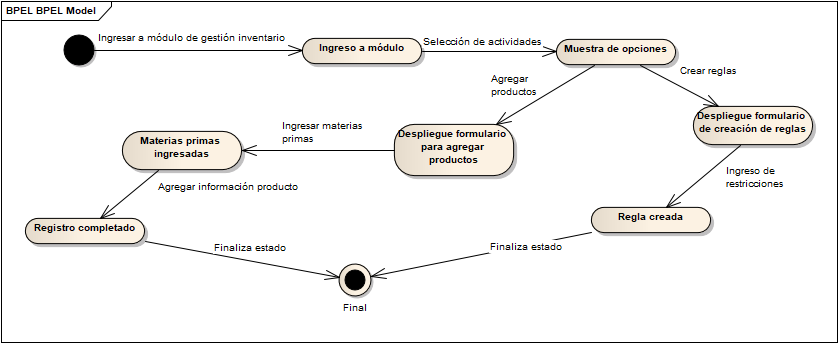 BPEL BPEL Model
Ingresar a módulo de gestión inventario
Ingreso a módulo
Selección de actividades
Muestra de opciones
Agregar
productos
Crear reglas
Despliegue formulario
de creación de reglas
Despliegue formulario
para agregar
productos
Ingresar materias
primas
Materias primas
ingresadas
Ingreso de
restricciones
Agregar información producto
Regla creada
Registro completado
Finaliza estado
Finaliza estado
Final